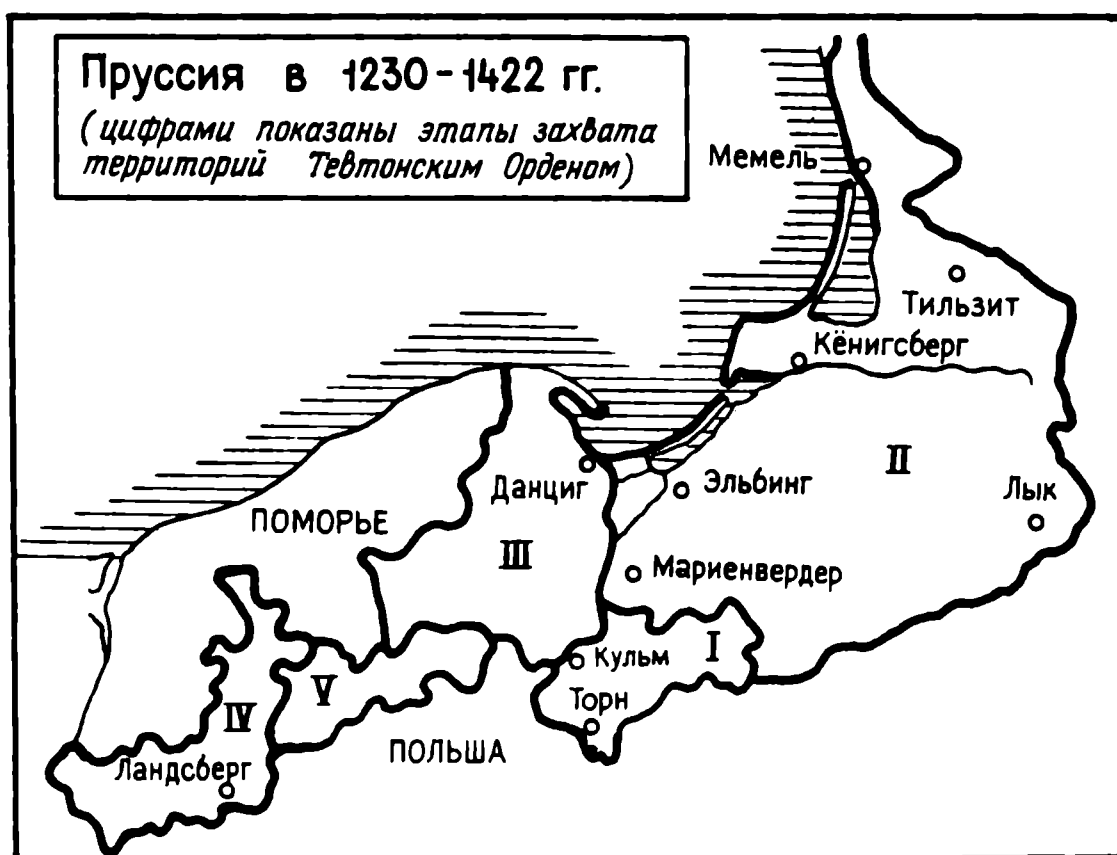 Пруссия в 1230-1422 гг.
(цифрами показаны этапы захвата
территорий Тевтонским Орденом)
Мемель
Тильзит
Кёнигсберг
II
Данциг
Эльбинг
Лык
ПОМОРЬЕ
III
Мариенвердер
Кульм
I
V
Торн
IV
ПОЛЬША
Ландсберг